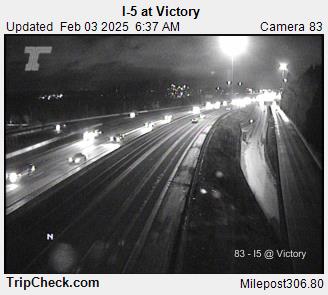 I-5 at Victory
Updated  Feb 03 2025  6:37 AM
Camera 83
T
N
83 - I5 @ Victory
TripCheck.com
Milepost306.80